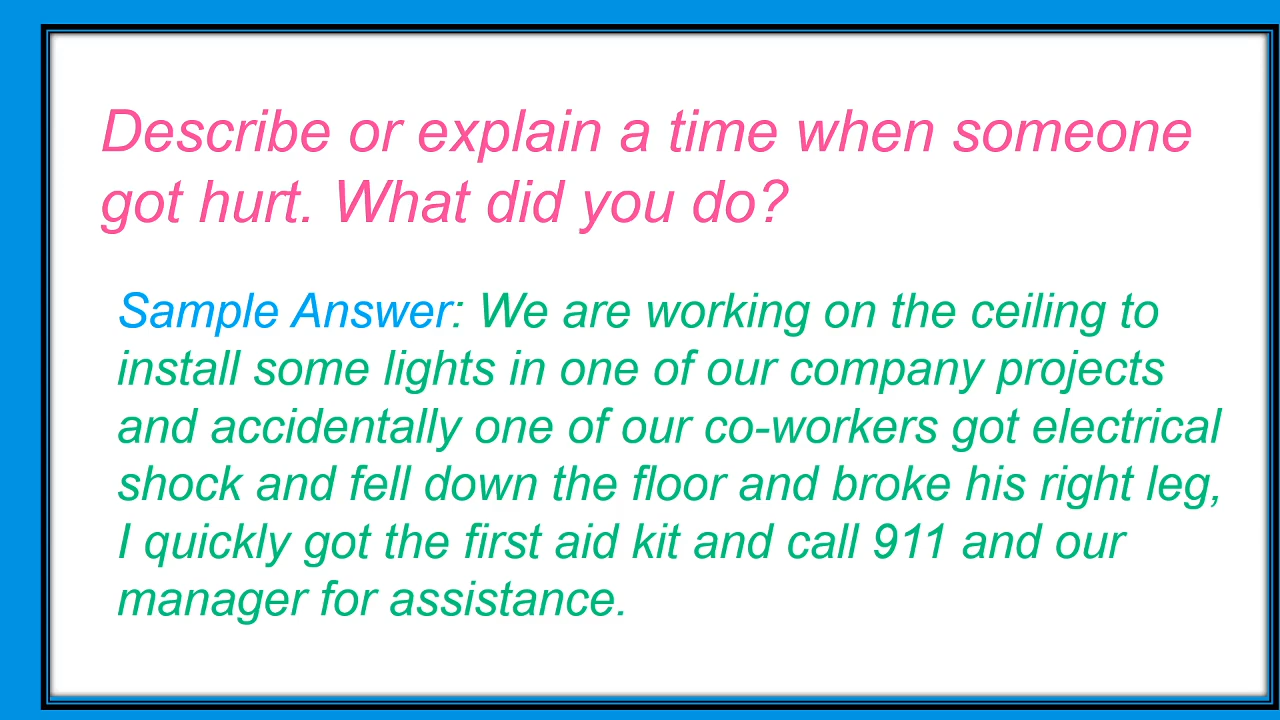 Describe or explain a time when someone
got hurt. What did you do?
Sample Answer: We are working on the ceiling to
install some lights in one of our company projects
and accidentally one of our co-workers got electrical
shock and fell down the floor and broke his right leg,
I quickly got the first aid kit and call 911 and our
manager for assistance.